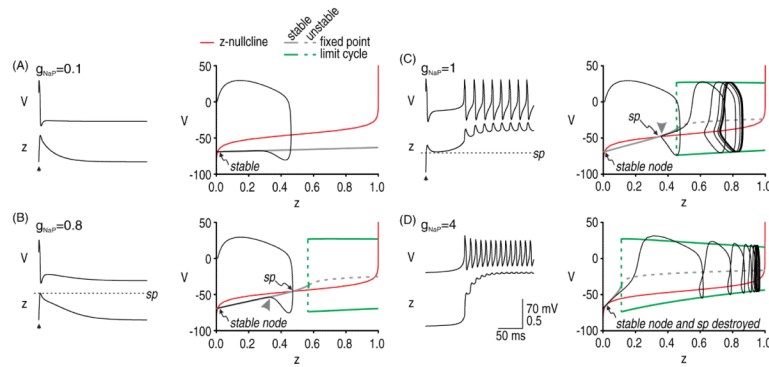 stable
unstable
z-nullcline
fixed point
limit cycle
(A)
g_NaP=0.1
V
z
50
0
-50
-100
V
stable
0.0 0.2 0.4 0.6 0.8 1.0
z
(B)
g_NaP=0.8
V
z
sp
50
0
-50
-100
V
sp
stable node
0.0 0.2 0.4 0.6 0.8 1.0
z
(C)
g_NaP=1
V
z
sp
50
0
-50
-100
V
sp
stable node
0.0 0.2 0.4 0.6 0.8 1.0
z
(D)
g_NaP=4
V
z
70 mV
0.5
50 ms
50
0
-50
-100
V
stable node and sp destroyed
0.0 0.2 0.4 0.6 0.8 1.0
z